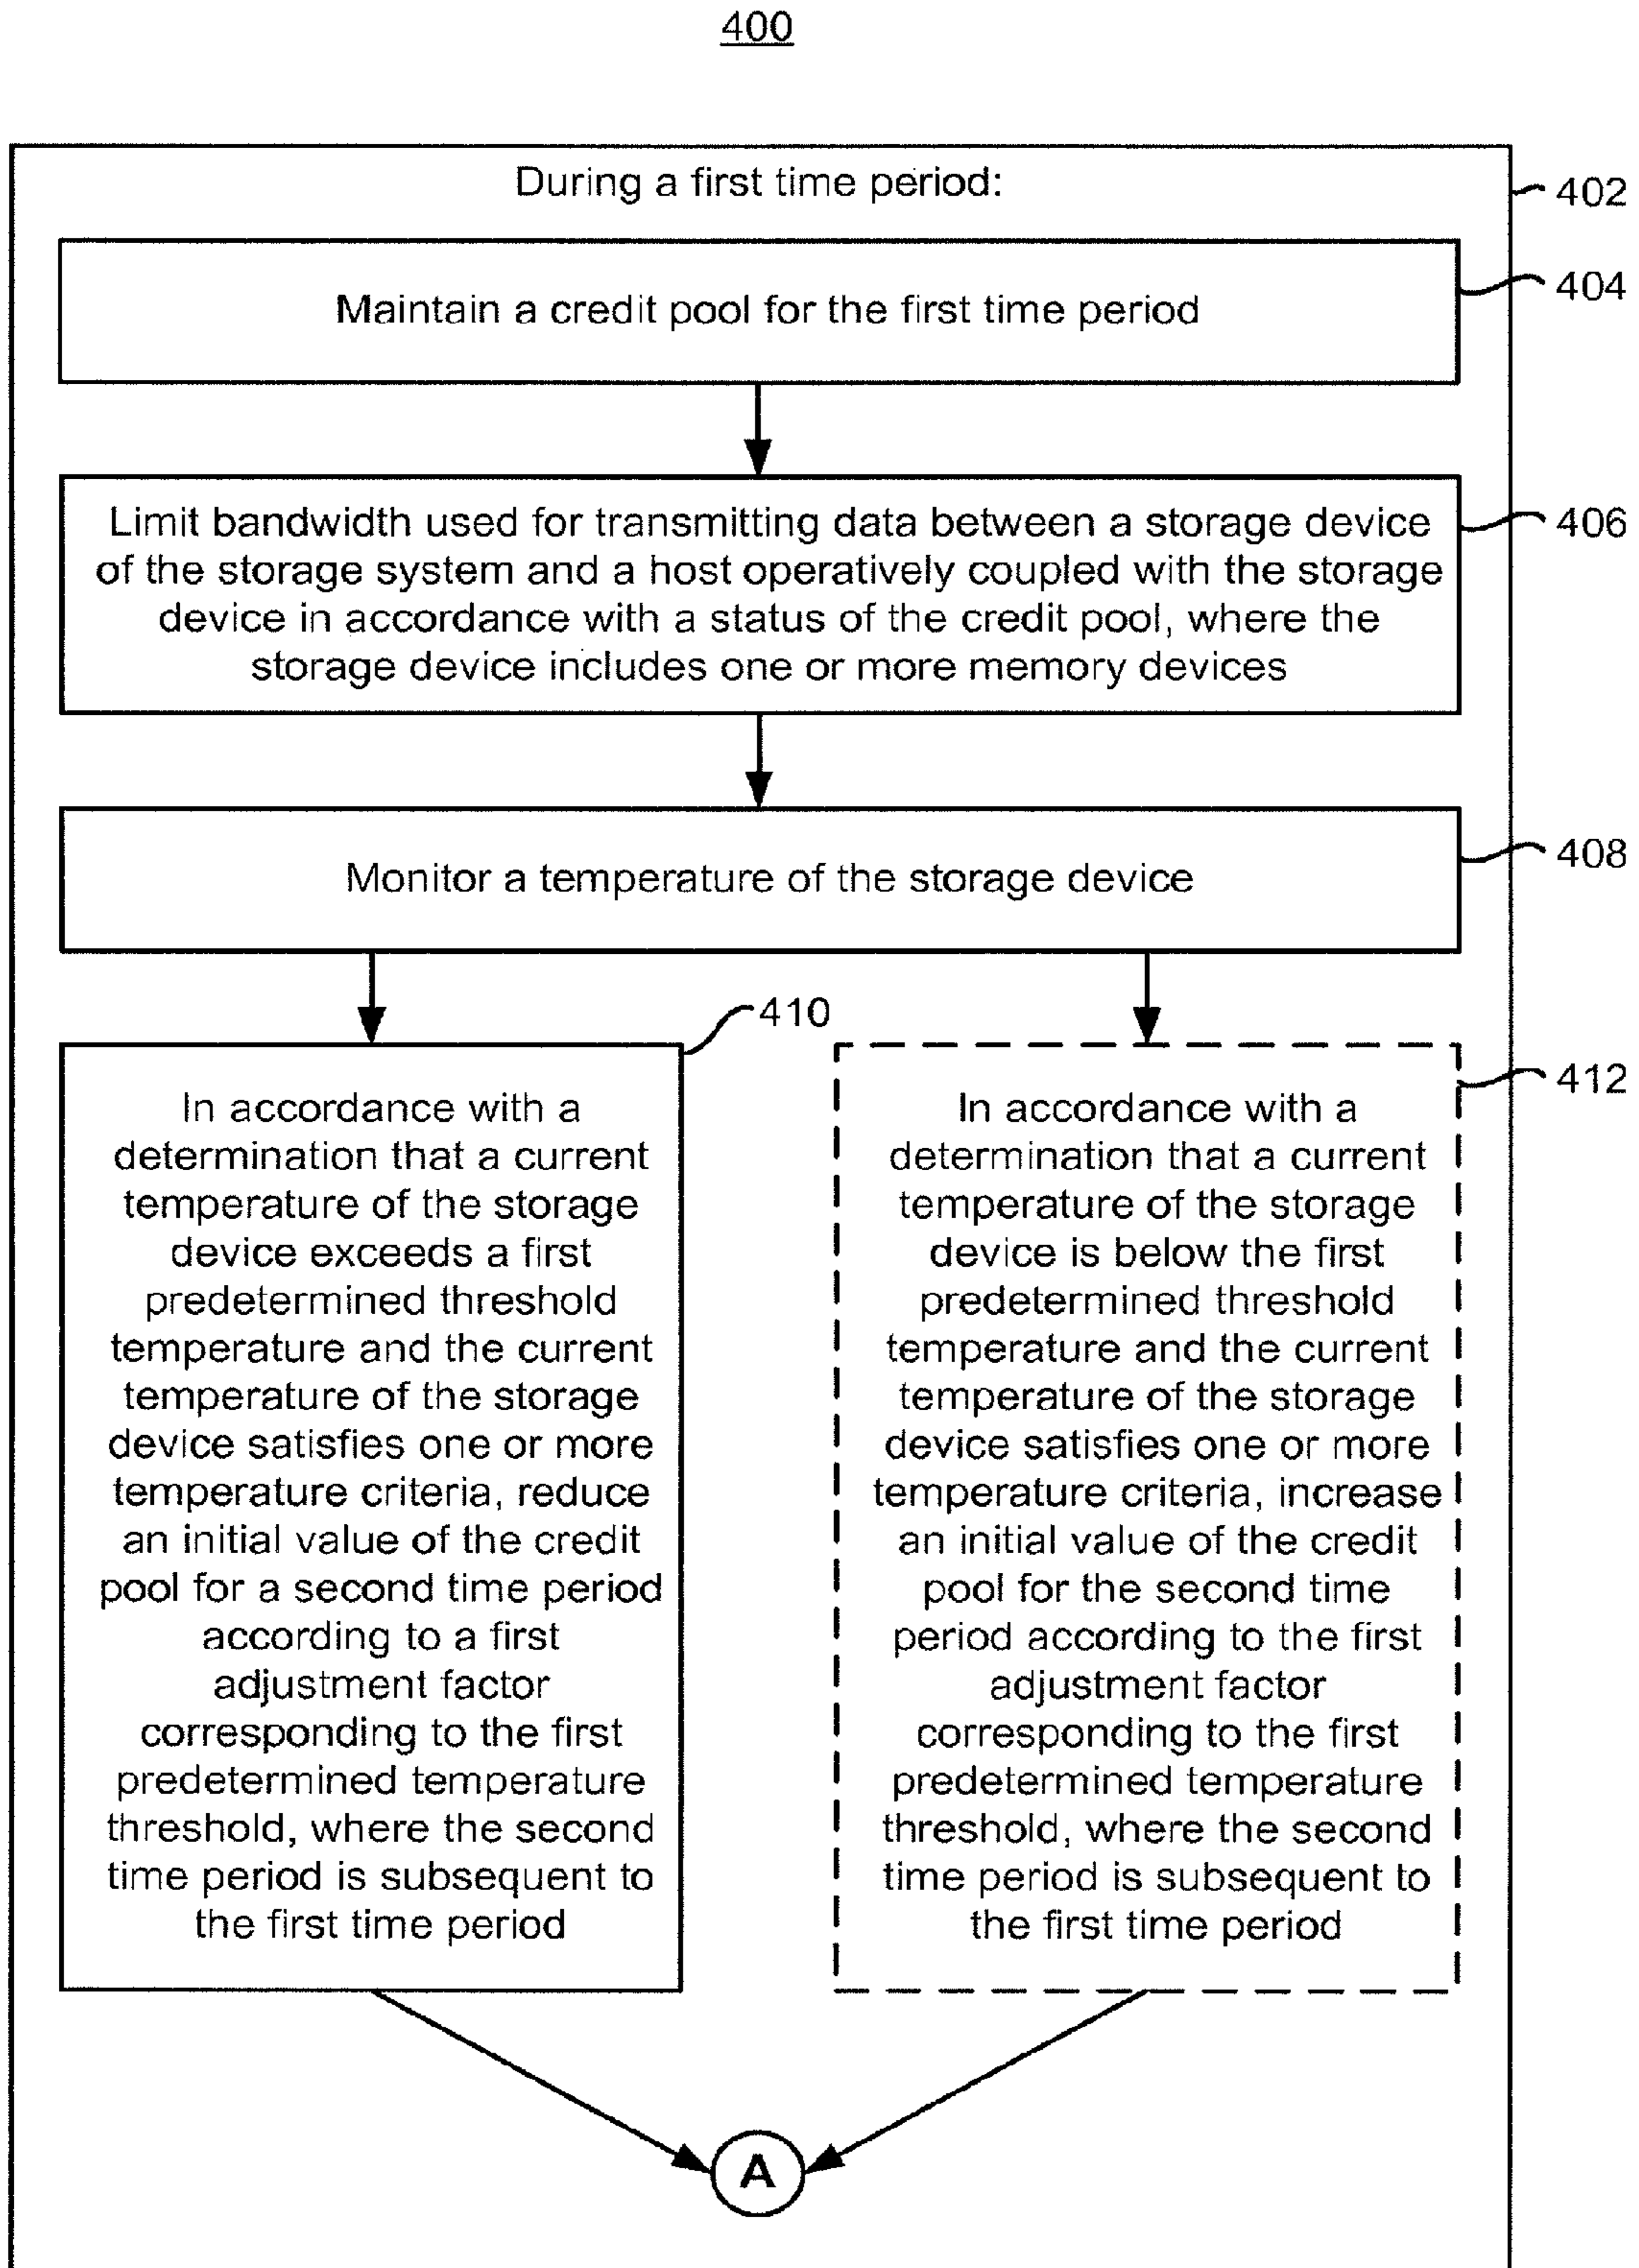 400
During a first time period:
402
Maintain a credit pool for the first time period
404
Limit bandwidth used for transmitting data between a storage device
of the storage system and a host operatively coupled with the storage
device in accordance with a status of the credit pool, where the
storage device includes one or more memory devices
406
Monitor a temperature of the storage device
408
410
In accordance with a
determination that a current
temperature of the storage
device exceeds a first
predetermined threshold
temperature and the current
temperature of the storage
device satisfies one or more
temperature criteria, reduce
an initial value of the credit
pool for a second time period
according to a first
adjustment factor
corresponding to the first
predetermined temperature
threshold, where the second
time period is subsequent to
the first time period
412
In accordance with a
determination that a current
temperature of the storage
device is below the first
predetermined threshold
temperature and the current
temperature of the storage
device satisfies one or more
temperature criteria, increase
an initial value of the credit
pool for the second time
period according to the first
adjustment factor
corresponding to the first
predetermined temperature
threshold, where the second
time period is subsequent to
the first time period
A